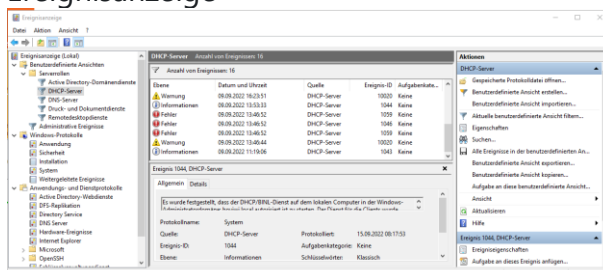 Ereignisanzeige
Ereignisanzeige
Datei Aktion Ansicht ?
Ereignisanzeige (Lokal)
Benutzerdefinierte Ansichten
Serverrollen
Active Directory-Domänendienste
DHCP-Server
DNS-Server
Druck- und Dokumentdienste
Remotedesktopdienste
Administrative Ereignisse
Windows-Protokolle
Anwendung
Sicherheit
Installation
System
Weitergeleitete Ereignisse
Anwendungs- und Dienstprotokolle
Active Directory-Webdienste
DFS-Replikation
Directory Service
DNS Server
Hardware-Ereignisse
Internet Explorer
Microsoft
OpenSSH
DHCP-Server Anzahl von Ereignissen: 16
Anzahl von Ereignissen: 16
Ebene Datum und Uhrzeit Quelle Ereignis-ID Aufgabenkate...
Warnung 09.09.2022 16:23:51 DHCP-Server 10020 Keine
Informationen 09.09.2022 13:53:33 DHCP-Server 1044 Keine
Fehler 09.09.2022 13:46:52 DHCP-Server 1059 Keine
Fehler 09.09.2022 13:46:52 DHCP-Server 1046 Keine
Fehler 09.09.2022 13:46:52 DHCP-Server 1059 Keine
Warnung 09.09.2022 13:46:44 DHCP-Server 10020 Keine
Informationen 09.09.2022 11:19:06 DHCP-Server 1043 Keine
Ereignis 1044, DHCP-Server
Allgemein Details
Es wurde festgestellt, dass der DHCP/BINL-Dienst auf dem lokalen Computer in der Windows-
Protokollname: System
Quelle: DHCP-Server Protokolliert: 15.09.2022 08:17:53
Ereignis-ID: 1044 Aufgabenkategorie: Keine
Ebene: Informationen Schlüsselwörter: Klassisch
Aktionen
DHCP-Server
Gespeicherte Protokolldatei öffnen...
Benutzerdefinierte Ansicht erstellen...
Benutzerdefinierte Ansicht importieren...
Aktuelle benutzerdefinierte Ansicht filtern...
Eigenschaften
Suchen...
Alle Ereignisse in der benutzerdefinierten An...
Benutzerdefinierte Ansicht exportieren...
Benutzerdefinierte Ansicht kopieren...
Aufgabe an diese benutzerdefinierte Ansicht...
Ansicht
Aktualisieren
Hilfe
Ereignis 1044, DHCP-Server
Ereigniseigenschaften
Aufgabe an dieses Ereignis anfügen...